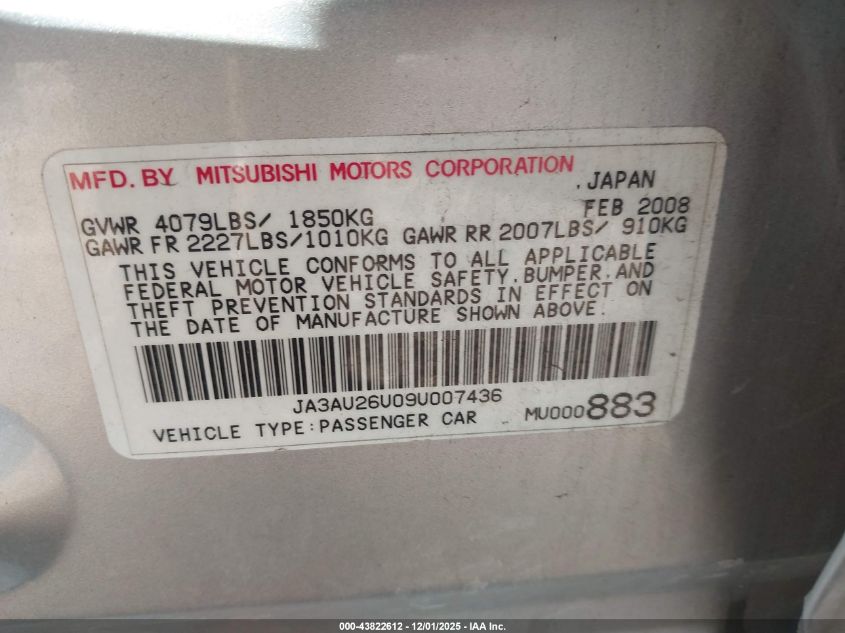 MFD. BY MITSUBISHI MOTORS CORPORATION
, JAPAN
GVWR 4079LBS/ 1850KG FEB 2008
GAWR FR 2227LBS/1010KG GAWR RR 2007LBS/ 910KG
THIS VEHICLE CONFORMS TO ALL APPLICABLE
FEDERAL MOTOR VEHICLE SAFETY,BUMPER,AND
THEFT PREVENTION STANDARDS IN EFFECT ON
THE DATE OF MANUFACTURE SHOWN ABOVE.
JA3AU26U09U007436
VEHICLE TYPE:PASSENGER CAR MU000883
000-43822612 - 12/01/2025 - IAA Inc.